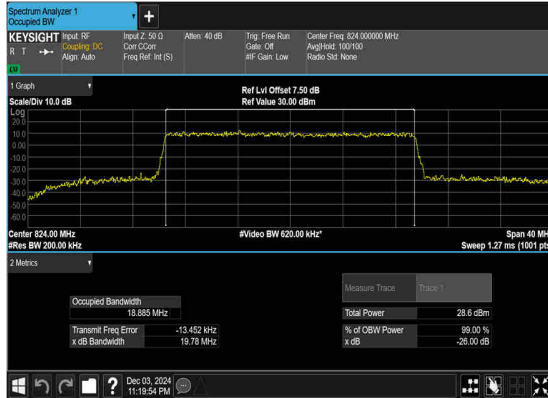 Spectrum Analyzer 1
Occupied BW
+
KEYSIGHT
R T
Input: RF
Coupling: DC
Align: Auto
Input Z: 50 Ω
Corr CCorr
Freq Ref: Int (S)
Atten: 40 dB
Trig: Free Run
Gate: Off
#IF Gain: Low
Center Freq: 824.000000 MHz
Avg|Hold: 100/100
Radio Std: None
1 Graph
Scale/Div 10.0 dB
Ref Lvl Offset 7.50 dB
Ref Value 30.00 dBm
Log
20.0
10.0
0.00
-10.0
-20.0
-30.0
-40.0
-50.0
-60.0
Center 824.00 MHz
#Video BW 620.00 kHz*
Span 40 MH
#Res BW 200.00 kHz
Sweep 1.27 ms (1001 pts
2 Metrics
Measure Trace
Trace 1
Occupied Bandwidth
18.885 MHz
Total Power
28.6 dBm
Transmit Freq Error
-13.452 kHz
% of OBW Power
99.00 %
x dB Bandwidth
19.78 MHz
x dB
-26.00 dB
?
Dec 03, 2024
11:19:54 PM